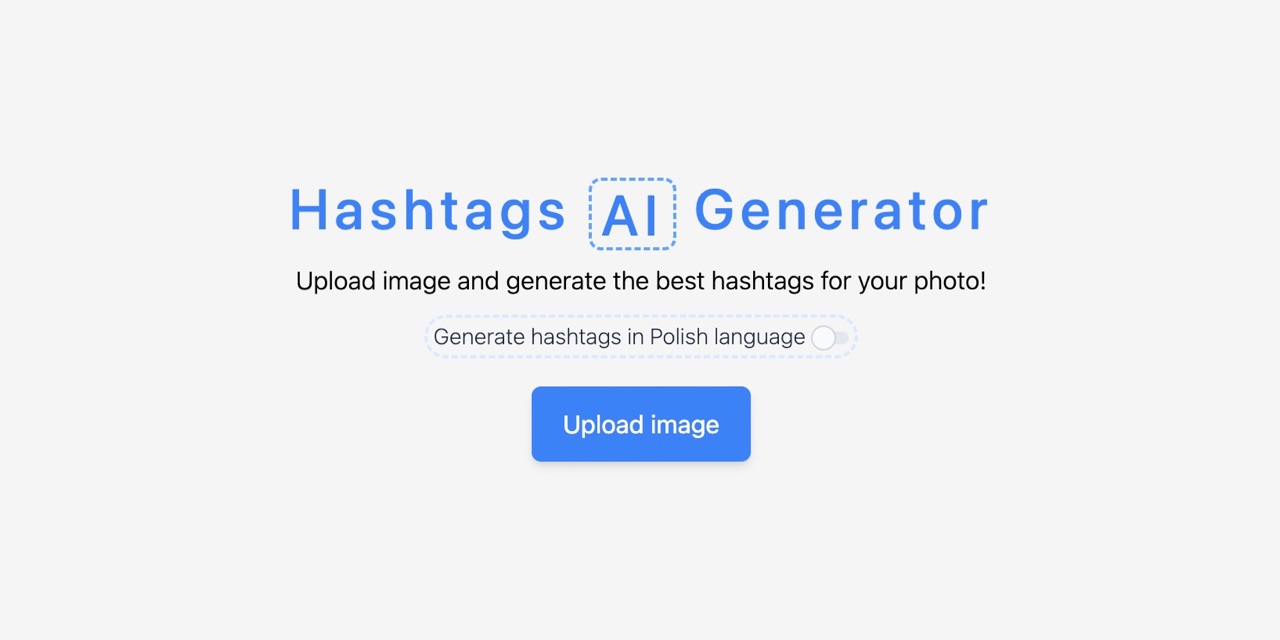 Hashtags AI Generator
Upload image and generate the best hashtags for your photo!
Generate hashtags in Polish language
Upload image